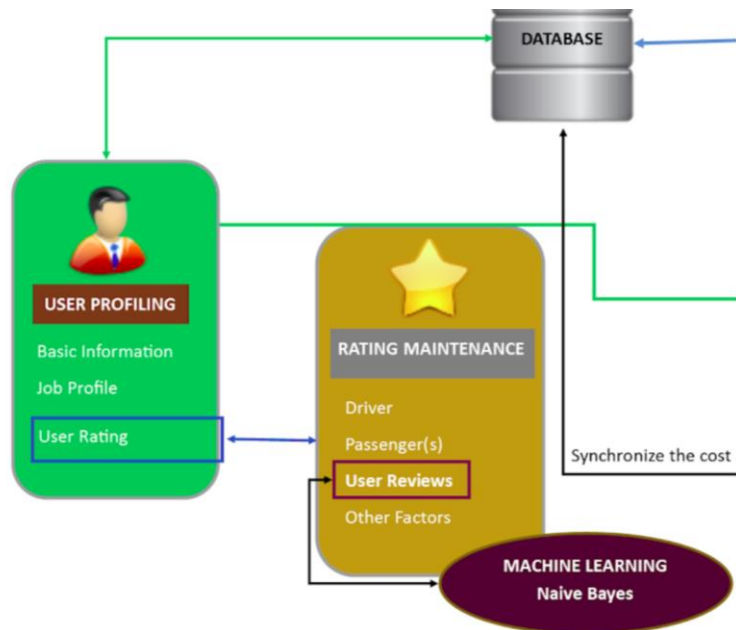 DATABASE
USER PROFILING
Basic Information
Job Profile
User Rating
RATING MAINTENANCE
Driver
Passenger(s)
User Reviews
Other Factors
Synchronize the cost
MACHINE LEARNING
Naive Bayes